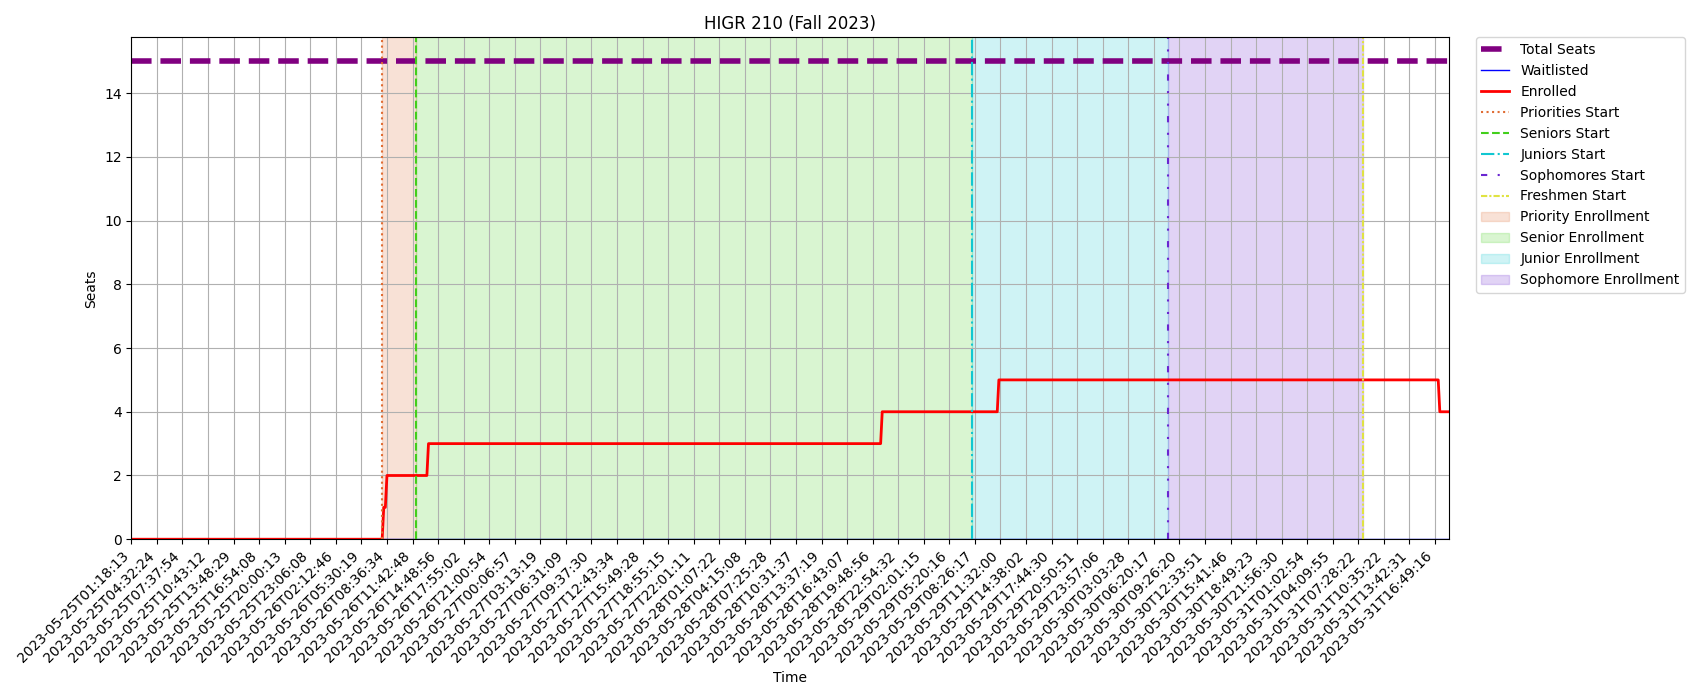 HIGR 210 (Fall 2023)
Total Seats
Waitlisted
Enrolled
Priorities Start
Seniors Start
Juniors Start
Sophomores Start
Freshmen Start
Priority Enrollment
Senior Enrollment
Junior Enrollment
Sophomore Enrollment
Seats
14
12
10
8
6
4
2
0
2023-05-25T01:18:13
2023-05-25T04:32:24
2023-05-25T07:37:54
2023-05-25T10:43:12
2023-05-25T13:48:29
2023-05-25T16:54:08
2023-05-25T20:00:13
2023-05-25T23:06:08
2023-05-26T02:12:46
2023-05-26T05:30:19
2023-05-26T08:36:34
2023-05-26T11:42:48
2023-05-26T14:48:56
2023-05-26T17:55:02
2023-05-26T21:00:54
2023-05-27T00:06:57
2023-05-27T03:13:19
2023-05-27T06:31:09
2023-05-27T09:37:30
2023-05-27T12:43:34
2023-05-27T15:49:28
2023-05-27T18:55:15
2023-05-27T22:01:11
2023-05-28T01:07:22
2023-05-28T04:15:08
2023-05-28T07:25:28
2023-05-28T10:31:37
2023-05-28T13:37:19
2023-05-28T16:43:07
2023-05-28T19:48:56
2023-05-28T22:54:32
2023-05-29T02:01:15
2023-05-29T05:20:16
2023-05-29T08:26:17
2023-05-29T11:32:00
2023-05-29T14:38:02
2023-05-29T17:44:30
2023-05-29T20:50:51
2023-05-29T23:57:06
2023-05-30T03:03:28
2023-05-30T06:20:17
2023-05-30T09:26:20
2023-05-30T12:33:51
2023-05-30T15:41:46
2023-05-30T18:49:23
2023-05-30T21:56:30
2023-05-31T01:02:54
2023-05-31T04:09:55
2023-05-31T07:28:22
2023-05-31T10:35:22
2023-05-31T13:42:31
2023-05-31T16:49:16
Time